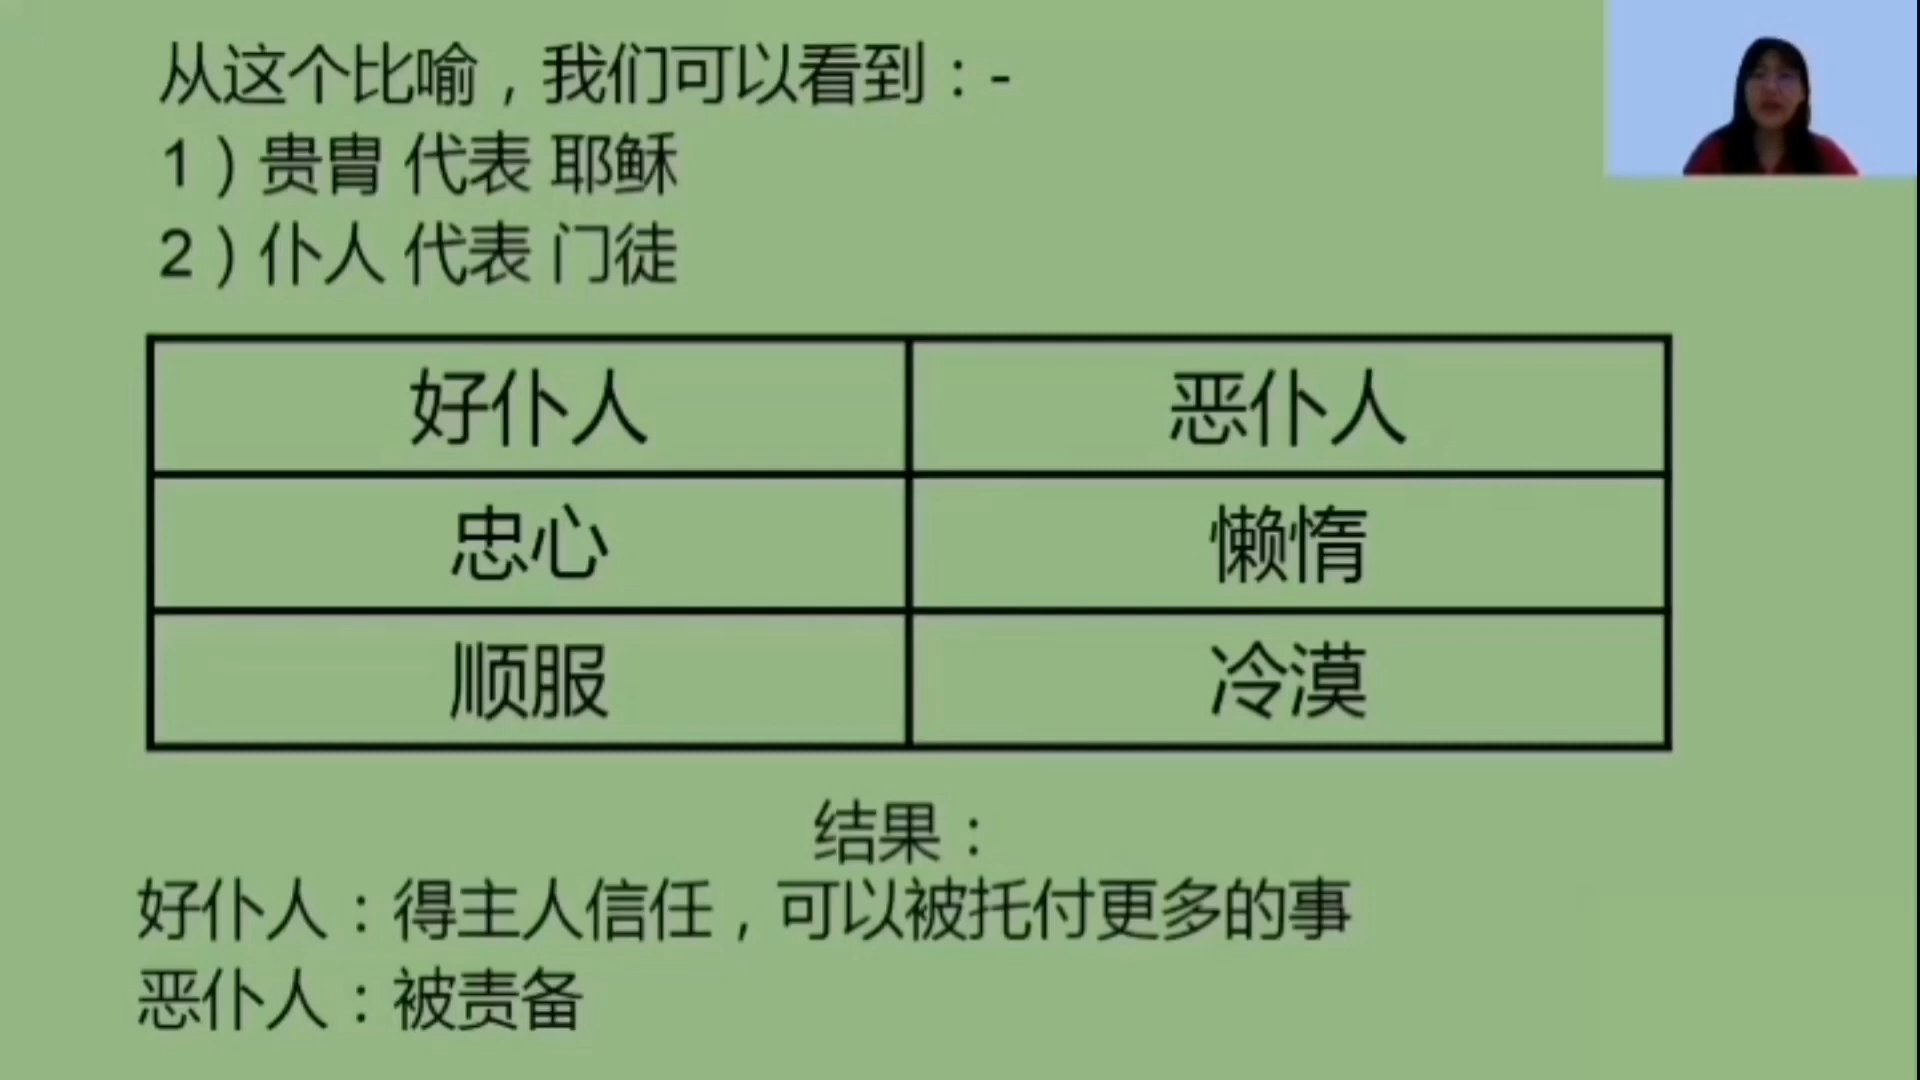 从这个比喻，我们可以看到：-
1）贵胄 代表 耶稣
2）仆人 代表 门徒
好仆人 恶仆人
忠心 懒惰
顺服 冷漠
结果：
好仆人：得主人信任，可以被托付更多的事
恶仆人：被责备